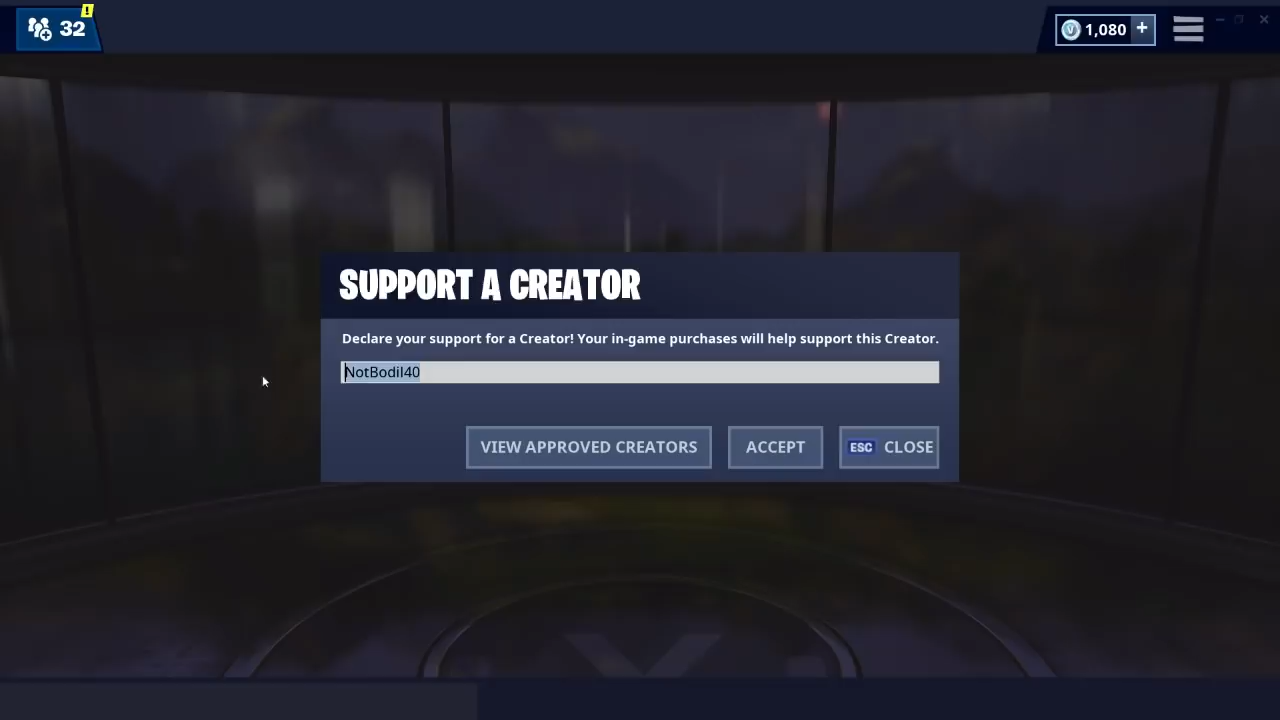 !
32
1,080 +
SUPPORT A CREATOR
Declare your support for a Creator! Your in-game purchases will help support this Creator.
NotBodil40
VIEW APPROVED CREATORS
ACCEPT
ESC CLOSE